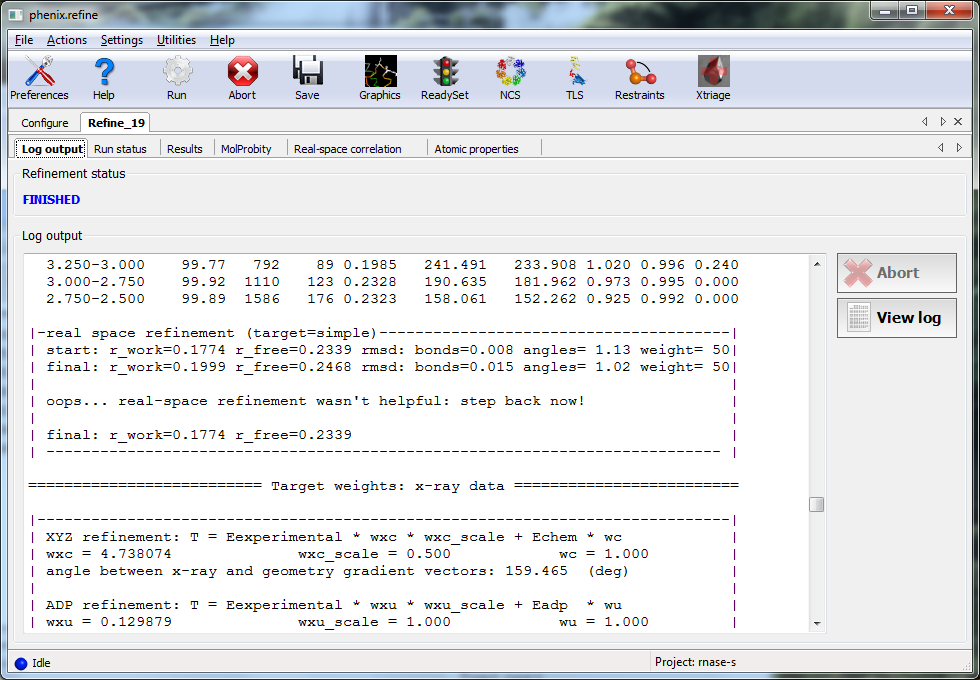 phenix.refine
File Actions Settings Utilities Help
Preferences Help Run Abort Save Graphics ReadySet NCS TLS Restraints Xtriage
Configure Refine_19
Log output Run status Results MolProbity Real-space correlation Atomic properties
Refinement status
FINISHED
Log output
3.250-3.000 99.77 792 89 0.1985 241.491 233.908 1.020 0.996 0.240
3.000-2.750 99.92 1110 123 0.2328 190.635 181.962 0.973 0.995 0.000
2.750-2.500 99.89 1586 176 0.2323 158.061 152.262 0.925 0.992 0.000
|-real space refinement (target=simple)---------------------------------------|
| start: r_work=0.1774 r_free=0.2339 rmsd: bonds=0.008 angles= 1.13 weight= 50|
| final: r_work=0.1999 r_free=0.2468 rmsd: bonds=0.015 angles= 1.02 weight= 50|
| |
| oops... real-space refinement wasn't helpful: step back now! |
| |
| final: r_work=0.1774 r_free=0.2339 |
| --------------------------------------------------------------------------- |
========================== Target weights: x-ray data =========================
|-----------------------------------------------------------------------------|
| XYZ refinement: T = Eexperimental * wxc * wxc_scale + Echem * wc |
| wxc = 4.738074 wxc_scale = 0.500 wc = 1.000 |
| angle between x-ray and geometry gradient vectors: 159.465 (deg) |
| |
| ADP refinement: T = Eexperimental * wxu * wxu_scale + Eadp * wu |
| wxu = 0.129879 wxu_scale = 1.000 wu = 1.000 |
Abort
View log
Idle
Project: rnase-s